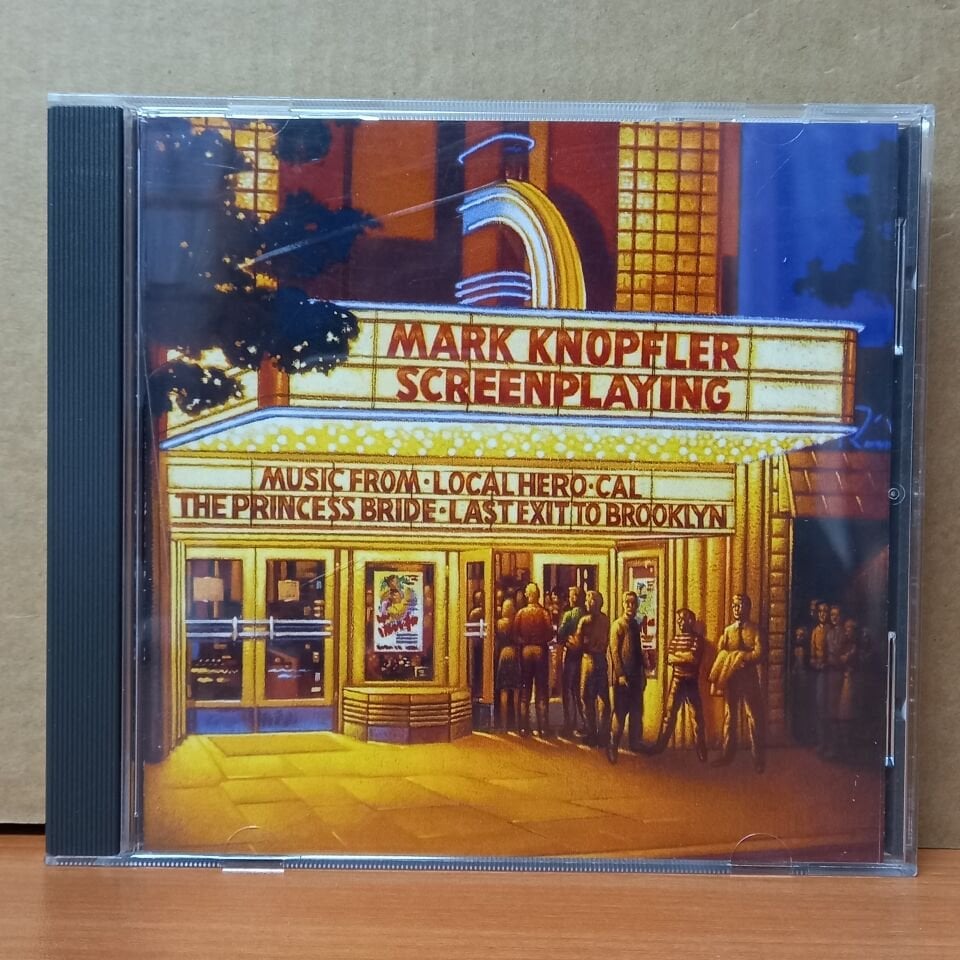 MARK KNOPFLER
SCREENPLAYING
MUSIC FROM · LOCAL HERO · CAL
THE PRINCESS BRIDE · LAST EXIT TO BROOKLYN